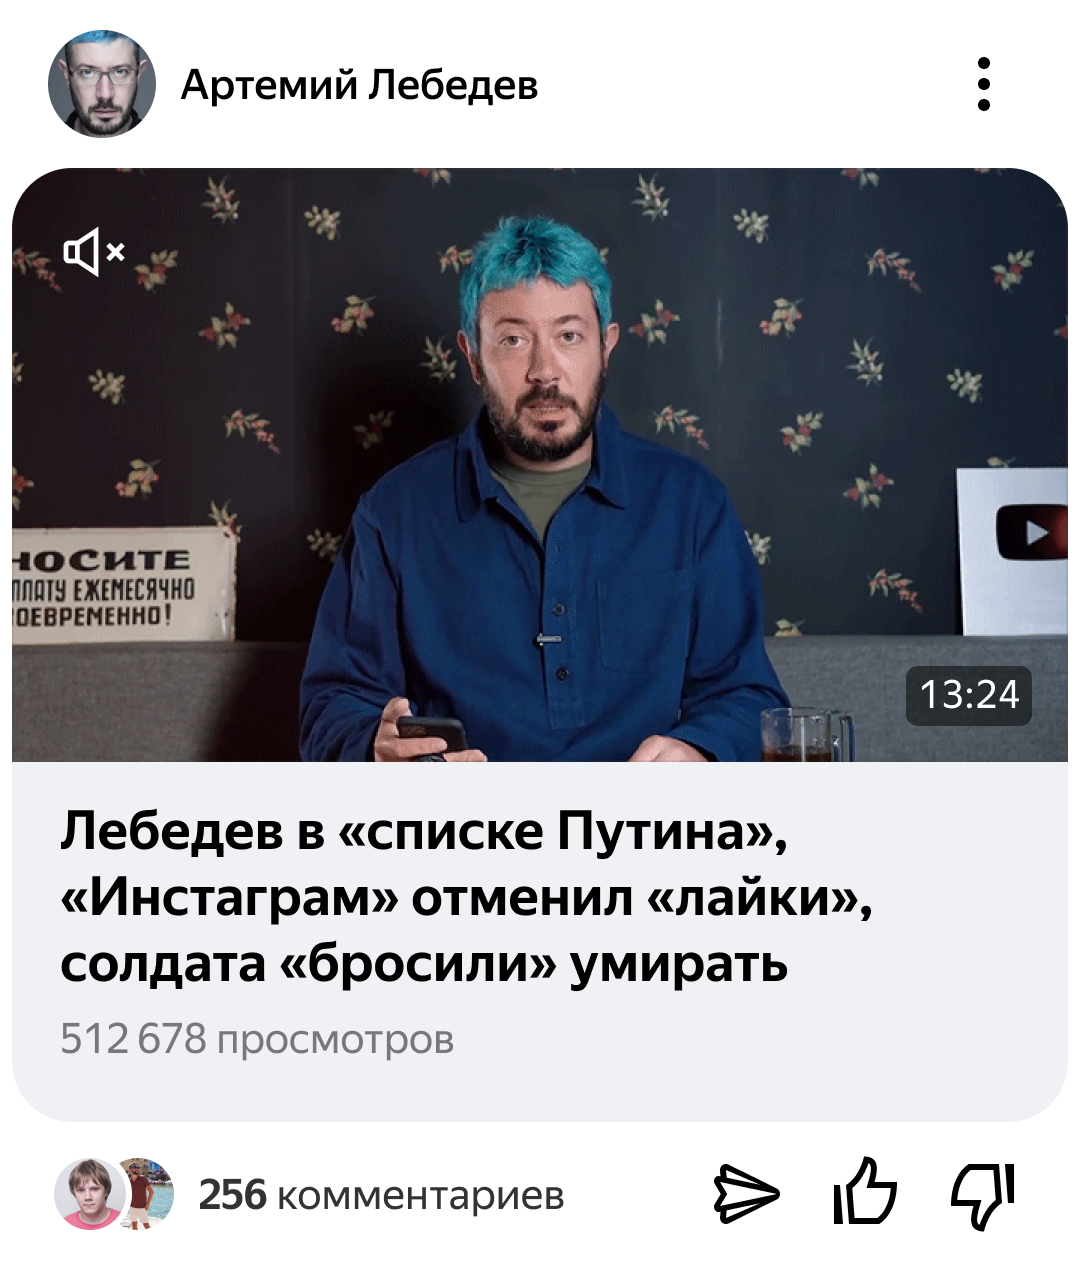 Артемий Лебедев
НОСИТЕ
ПЛАТУ ЕЖЕМЕСЯЧНО
ОЕВРЕМЕННО!
13:24
Лебедев в «списке Путина»,
«Инстаграм» отменил «лайки»,
солдата «бросили» умирать
512 678 просмотров
256 комментариев